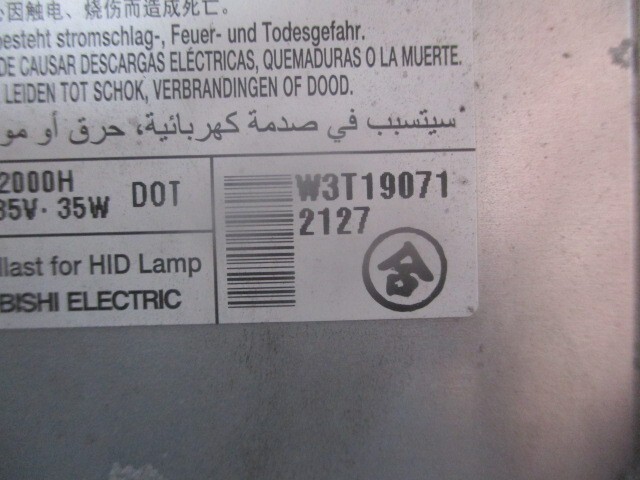 因触电、烧伤而造成死亡。
besteht stromschlag-, Feuer- und Todesgefahr.
DE CAUSAR DESCARGAS ELÉCTRICAS, QUEMADURAS O LA MUERTE.
LEIDEN TOT SCHOK, VERBRANDINGEN OF DOOD.
سيتسبب في صدمة كهربائية، حرق أو مو
2000H
85V· 35W DOT
W3T19071
2127
llast for HID Lamp
BISHI ELECTRIC